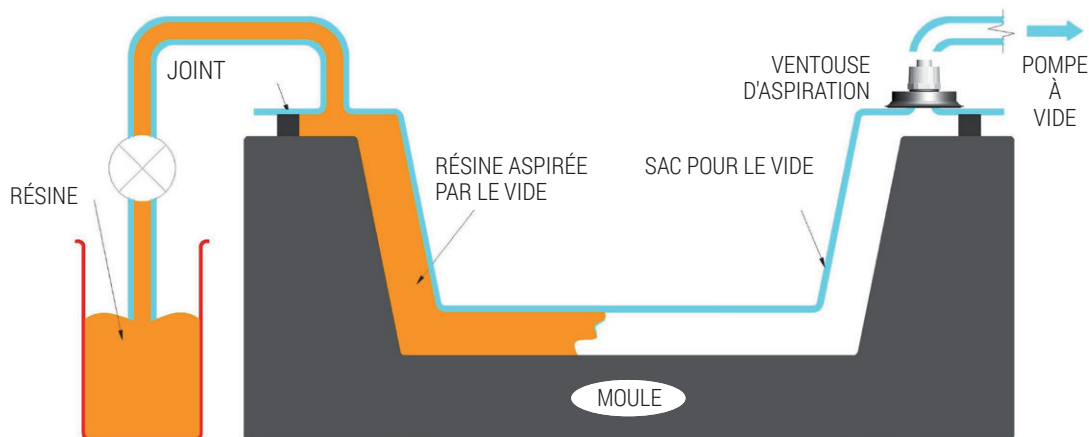 JOINT
VENTOUSE
D'ASPIRATION
POMPE
À
VIDE
RÉSINE
RÉSINE ASPIRÉE
PAR LE VIDE
SAC POUR LE VIDE
MOULE